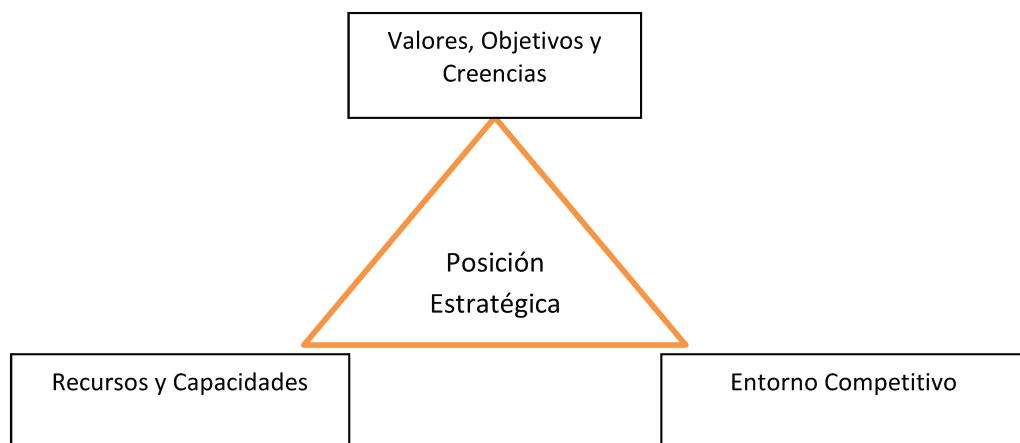 Valores, Objetivos y
Creencias
Posición
Estratégica
Recursos y Capacidades
Entorno Competitivo